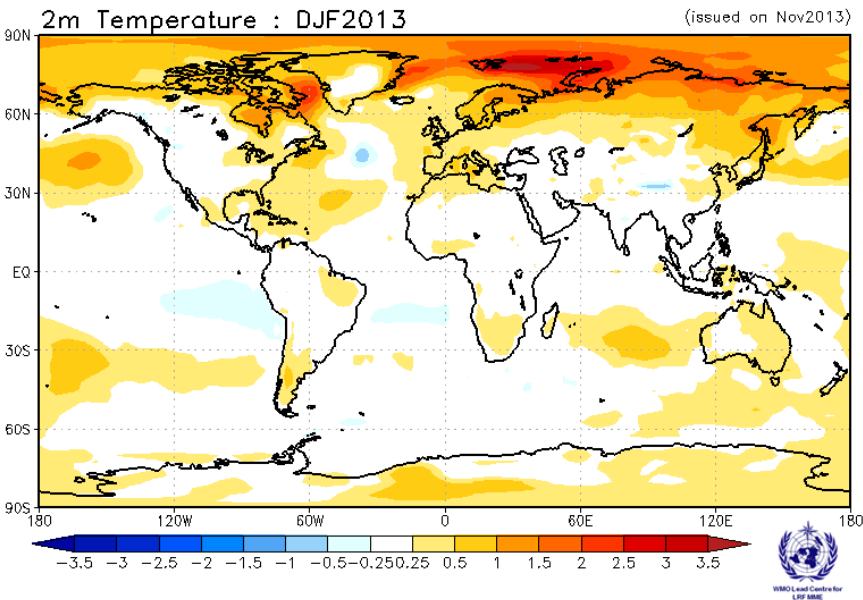 2m Temperature : DJF2013
(issued on Nov2013)
90N
60N
30N
EQ
30S
60S
90S
180 120W 60W 0 60E 120E 180
-3.5 -3 -2.5 -2 -1.5 -1 -0.5 -0.25 0.25 0.5 1 1.5 2 2.5 3 3.5
WMO Lead Centre for
LRF MME